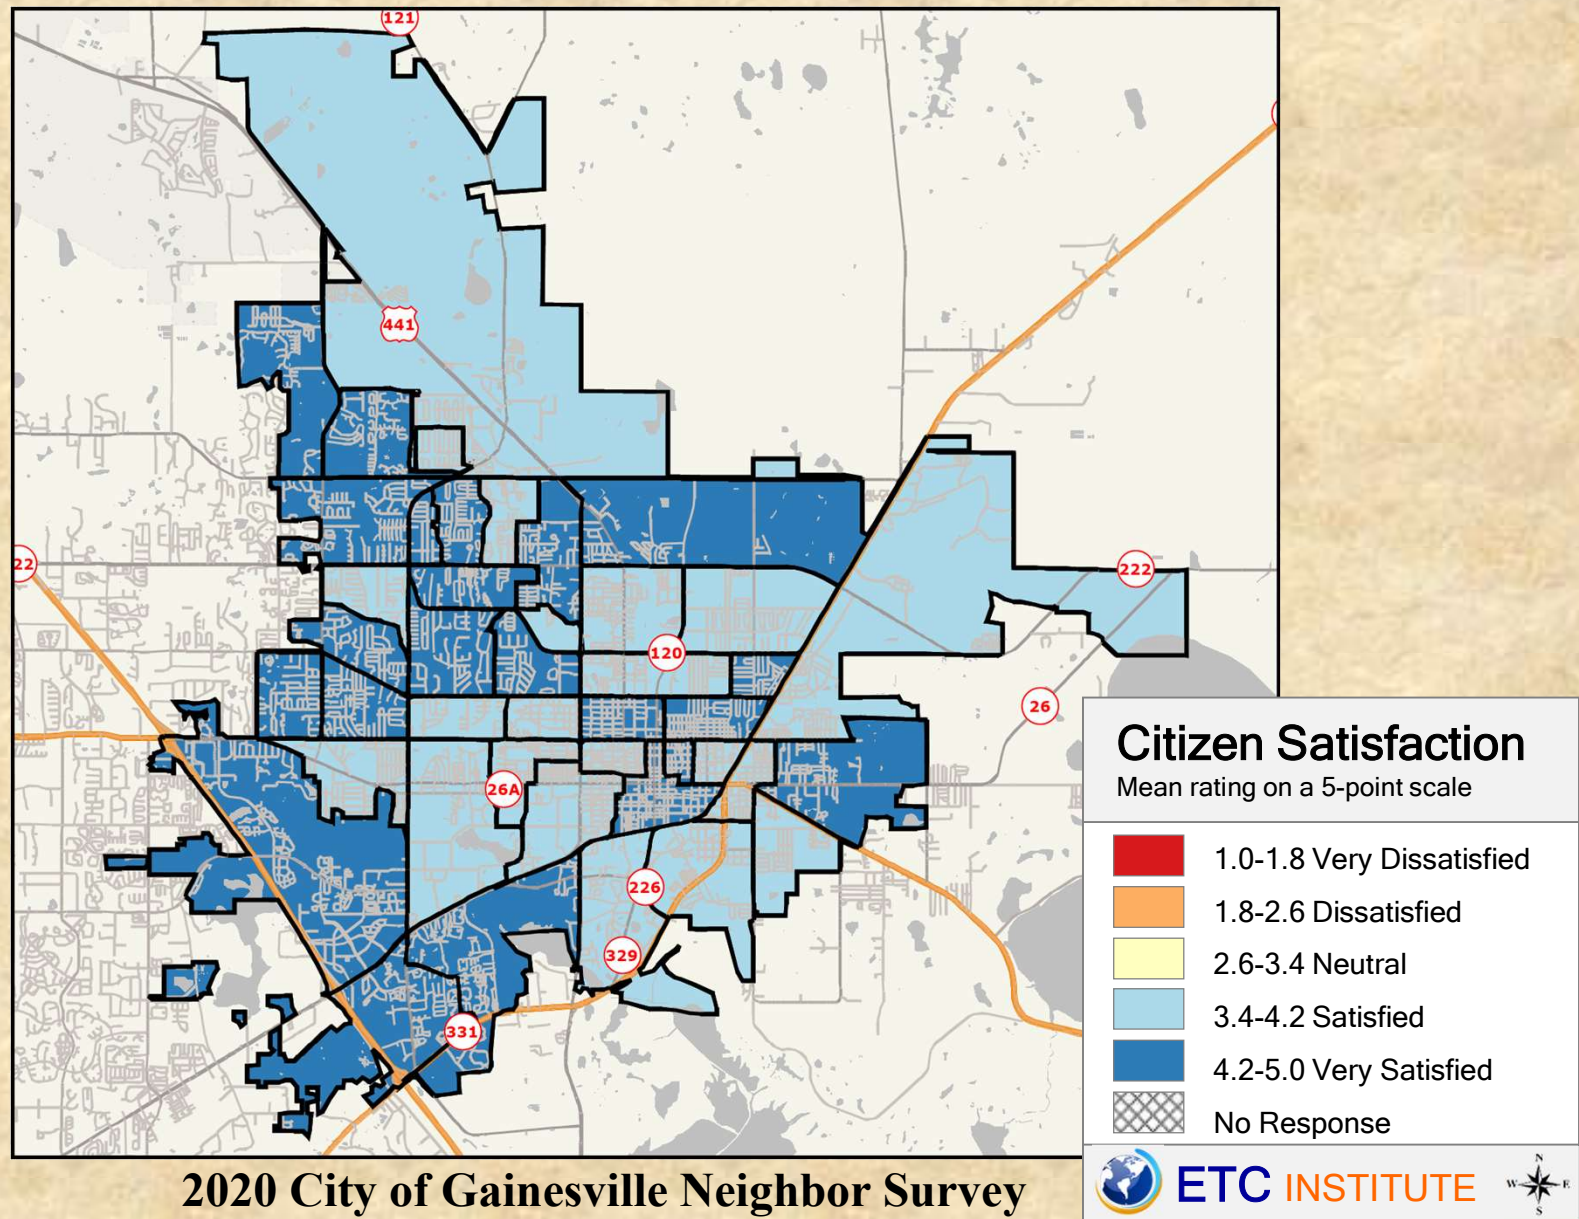 121
441
22
222
120
26
26A
226
329
331
Citizen Satisfaction
Mean rating on a 5-point scale
1.0-1.8 Very Dissatisfied
1.8-2.6 Dissatisfied
2.6-3.4 Neutral
3.4-4.2 Satisfied
4.2-5.0 Very Satisfied
No Response
ETC INSTITUTE
N
W E
S
2020 City of Gainesville Neighbor Survey